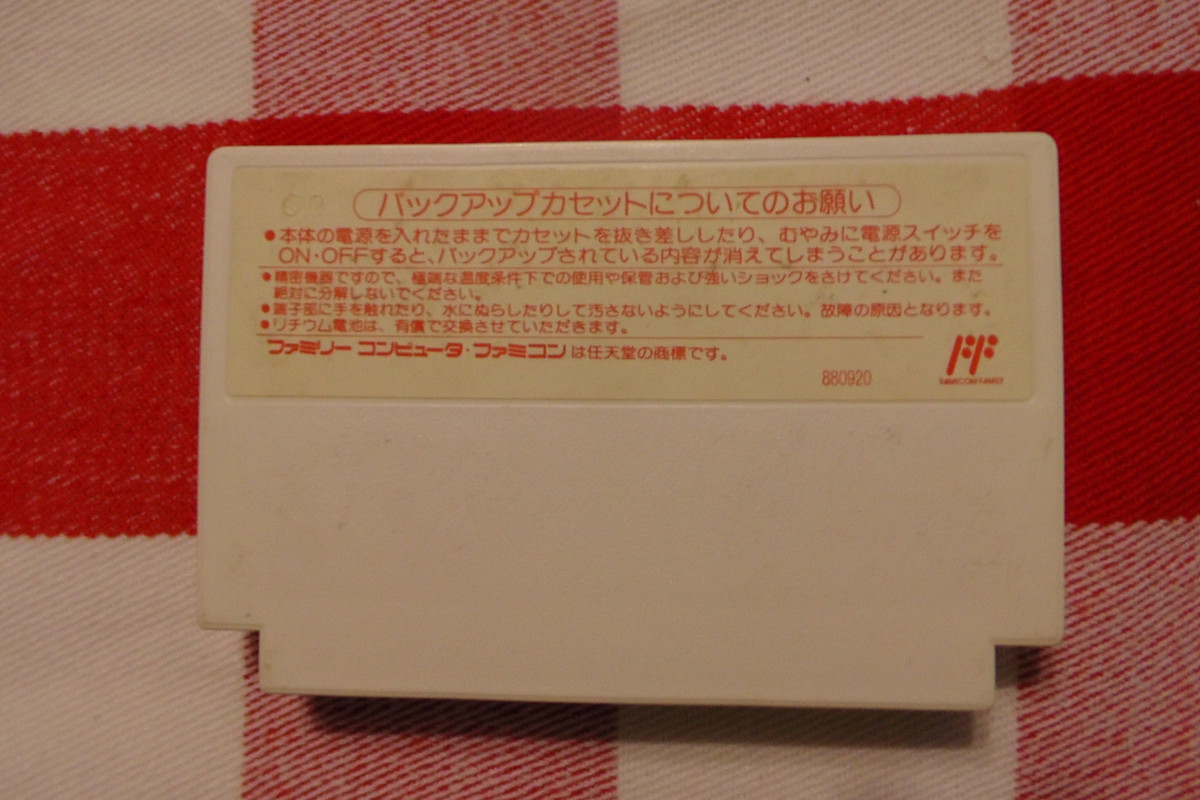 バックアップカセットについてのお願い
●本体の電源を入れたままでカセットを抜き差ししたり、むやみに電源スイッチを
ON・OFFすると、バックアップされている内容が消えてしまうことがあります。
●精密機器ですので、極端な温度条件下での使用や保管および強いショックをさけてください。また
絶対に分解しないでください。
●端子部に手を触れたり、水にぬらしたりして汚さないようにしてください。故障の原因となります。
●リチウム電池は、有償で交換させていただきます。
ファミリーコンピュータ・ファミコンは任天堂の商標です。
880920
FAMICOM FAMILY